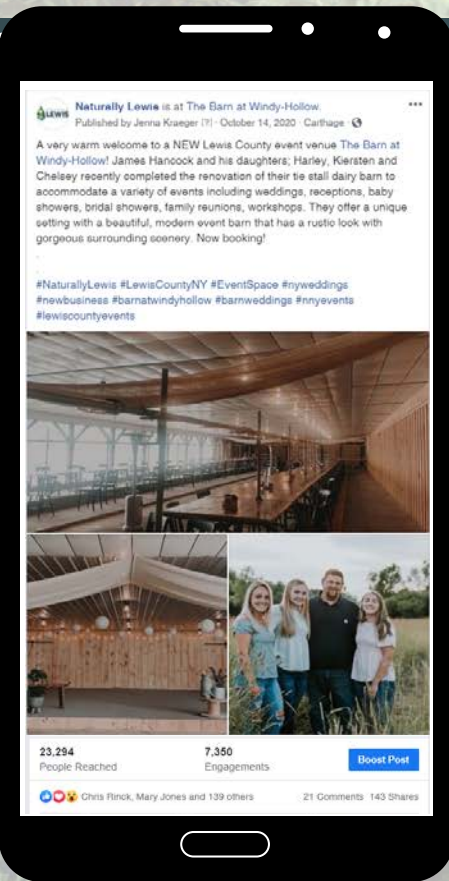 LEWIS
Naturally Lewis is at The Barn at Windy-Hollow.
Published by Jenna Kraeger [?] · October 14, 2020 · Carthage ·
A very warm welcome to a NEW Lewis County event venue The Barn at
Windy-Hollow! James Hancock and his daughters; Harley, Kiersten and
Chelsey recently completed the renovation of their tie stall dairy barn to
accommodate a variety of events including weddings, receptions, baby
showers, bridal showers, family reunions, workshops. They offer a unique
setting with a beautiful, modern event barn that has a rustic look with
gorgeous surrounding scenery. Now booking!
.
.
#NaturallyLewis #LewisCountyNY #EventSpace #nyweddings
#newbusiness #barnatwindyhollow #barnweddings #nnyevents
#lewiscountyevents
23,294 7,350 Boost Post
People Reached Engagements
Chris Rinck, Mary Jones and 139 others 21 Comments 143 Shares